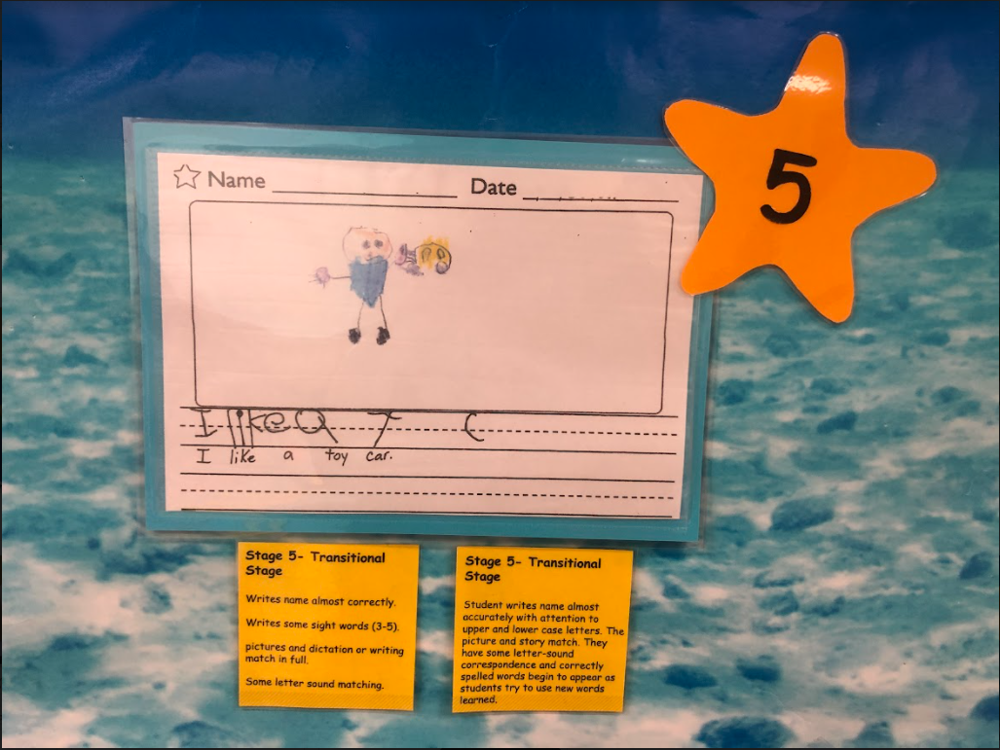 5
Name Date
I like a T C
I like a toy car.
Stage 5- Transitional
Stage
Writes name almost correctly.
Writes some sight words (3-5).
pictures and dictation or writing
match in full.
Some letter sound matching.
Stage 5- Transitional
Stage
Student writes name almost
accurately with attention to
upper and lower case letters. The
picture and story match. They
have some letter-sound
correspondence and correctly
spelled words begin to appear as
students try to use new words
learned.